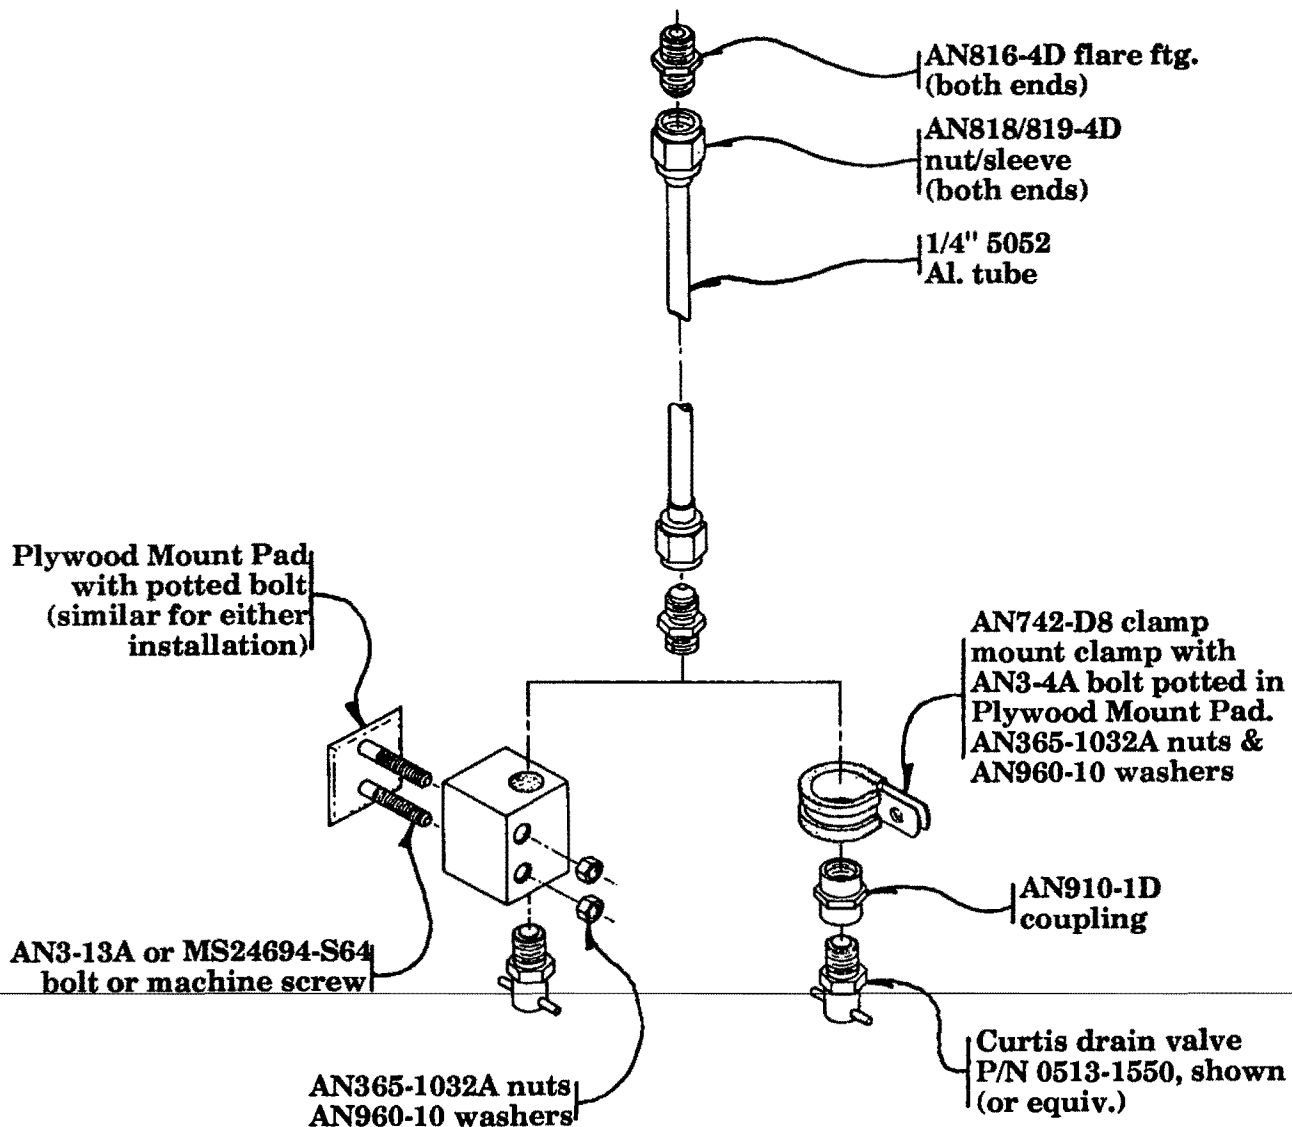 AN816-4D flare ftg.
(both ends)
AN818/819-4D
nut/sleeve
(both ends)
1/4" 5052
Al. tube
Plywood Mount Pad
with potted bolt
(similar for either
installation)
AN742-D8 clamp
mount clamp with
AN3-4A bolt potted in
Plywood Mount Pad.
AN365-1032A nuts &
AN960-10 washers
AN910-1D
coupling
AN3-13A or MS24694-S64
bolt or machine screw
Curtis drain valve
P/N 0513-1550, shown
(or equiv.)
AN365-1032A nuts
AN960-10 washers